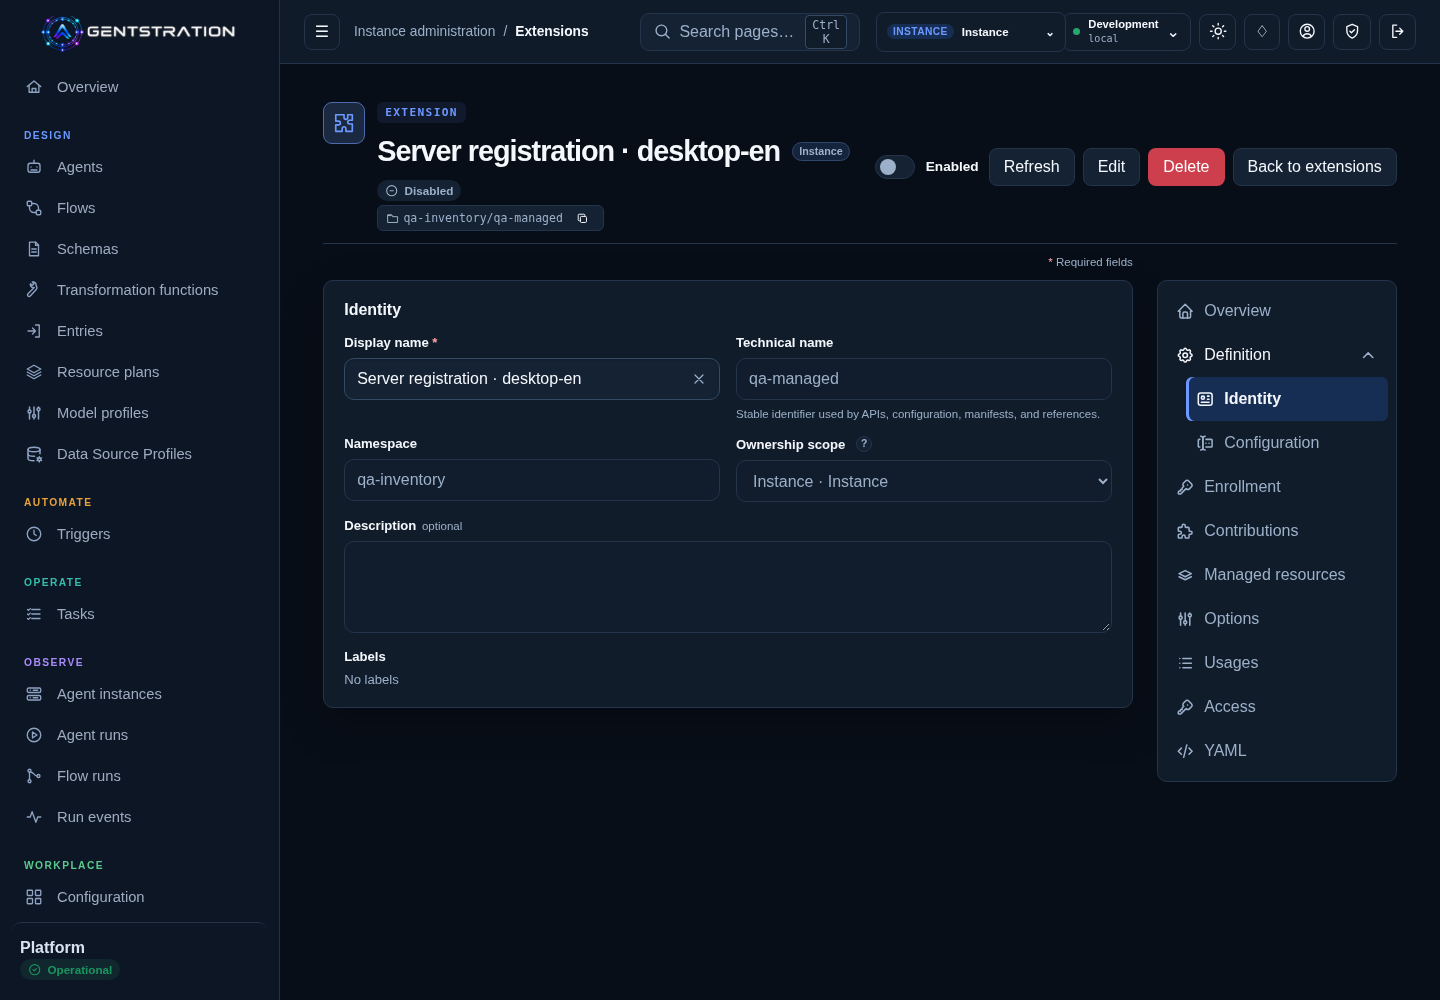 GENTSTRATION
Overview
DESIGN
Agents
Flows
Schemas
Transformation functions
Entries
Resource plans
Model profiles
Data Source Profiles
AUTOMATE
Triggers
OPERATE
Tasks
OBSERVE
Agent instances
Agent runs
Flow runs
Run events
WORKPLACE
Configuration
Platform
Operational
Instance administration / Extensions
Search pages… Ctrl K
INSTANCE Instance
Development
local
EXTENSION
Server registration · desktop-en Instance
Disabled
qa-inventory/qa-managed
Enabled Refresh Edit Delete Back to extensions
* Required fields
Identity
Display name *
Server registration · desktop-en
Technical name
qa-managed
Stable identifier used by APIs, configuration, manifests, and references.
Namespace
qa-inventory
Ownership scope ?
Instance · Instance
Description optional
Labels
No labels
Overview
Definition
Identity
Configuration
Enrollment
Contributions
Managed resources
Options
Usages
Access
YAML